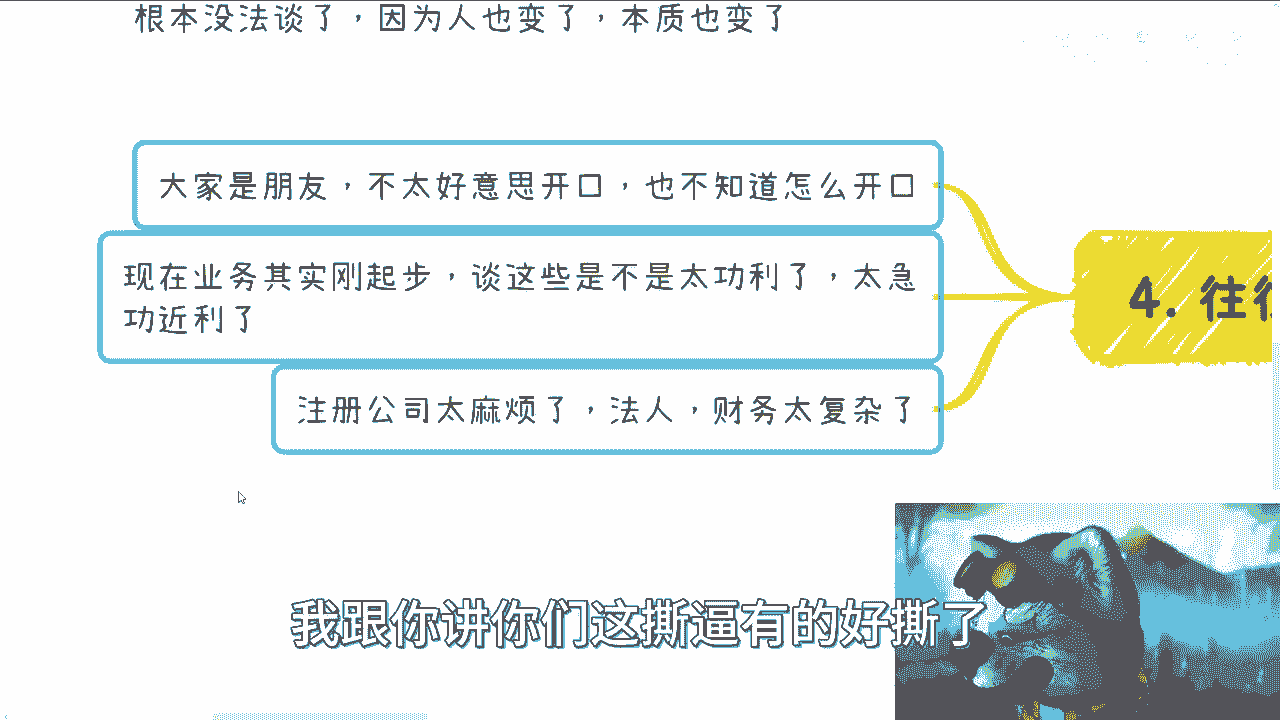 根本没法谈了，因为人也变了，本质也变了
大家是朋友，不太好意思开口，也不知道怎么开口
现在业务其实刚起步，谈这些是不是太功利了，太急
功近利了
注册公司太麻烦了，法人，财务太复杂了
4. 往往
我跟你讲你们这撕逼有的好撕了